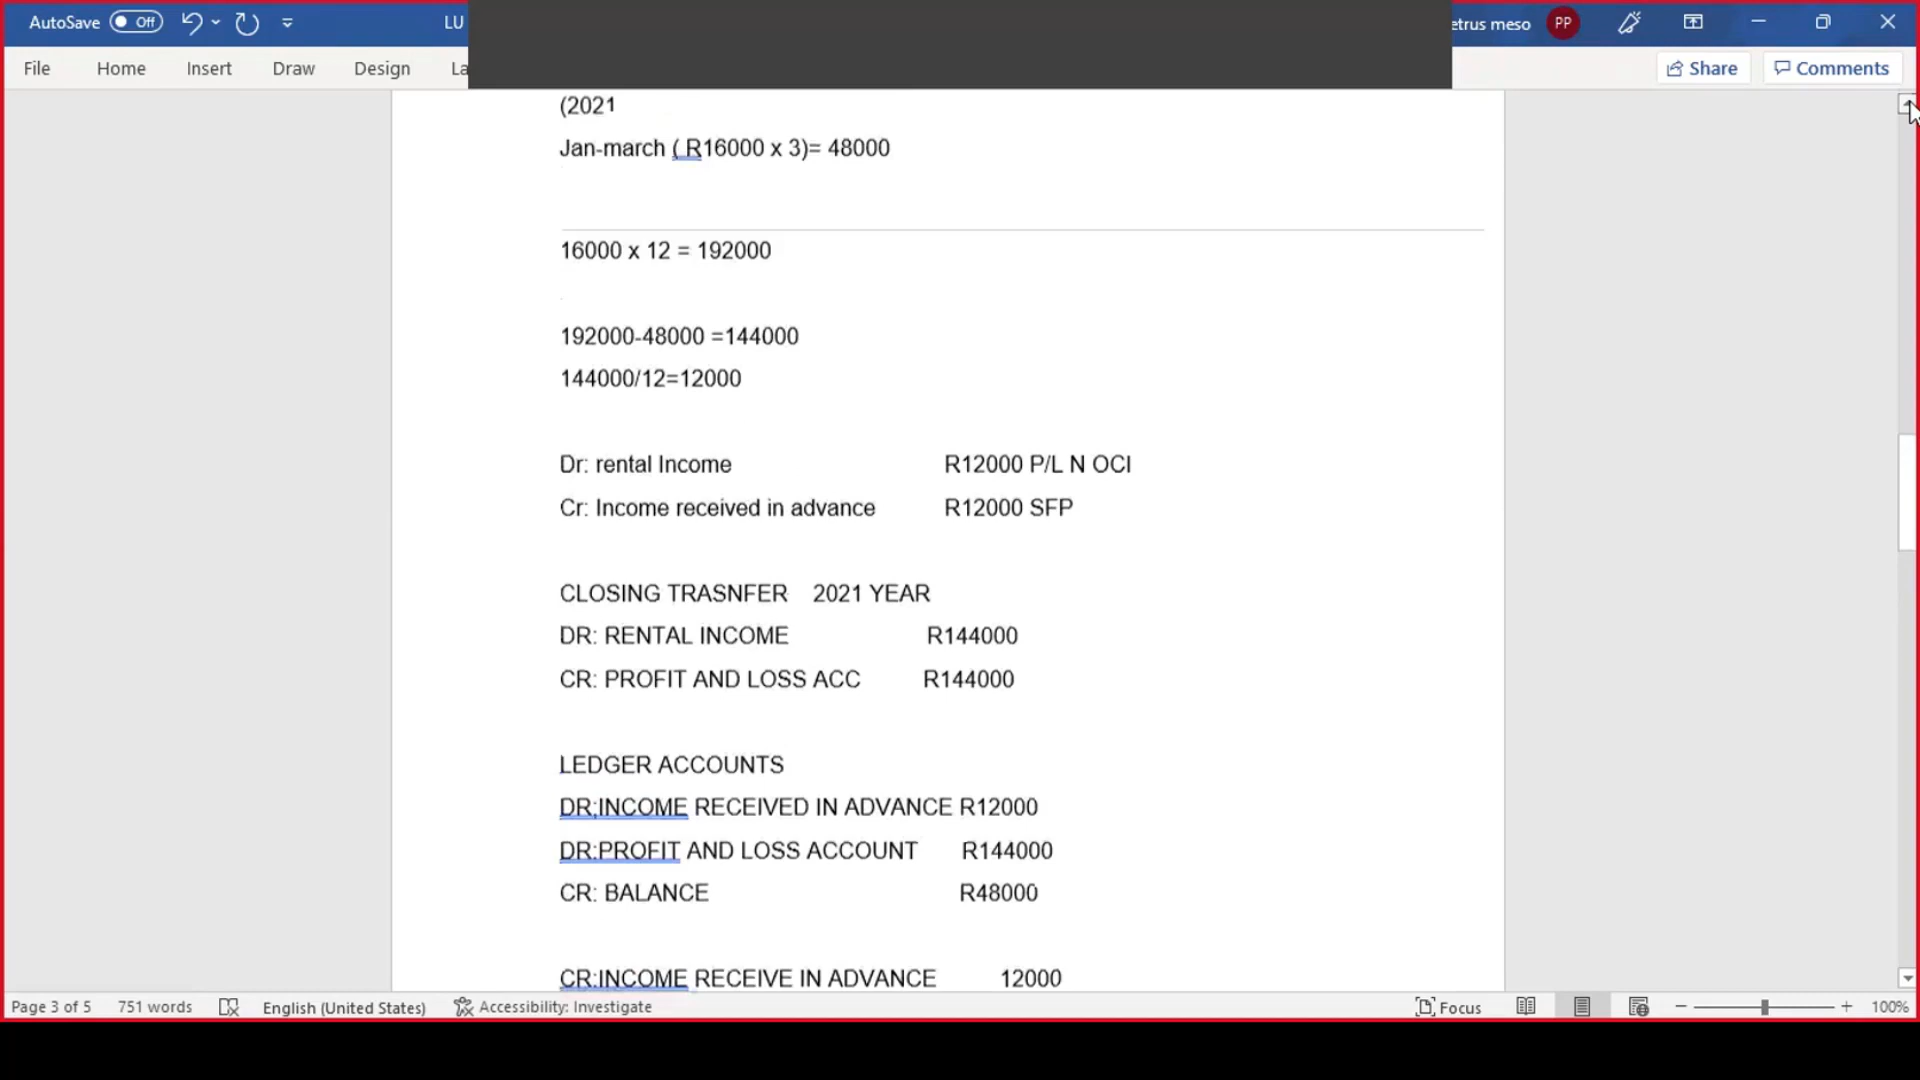 AutoSave Off LU etrus meso PP
File Home Insert Draw Design La Share Comments
(2021
Jan-march ( R16000 x 3)= 48000
16000 x 12 = 192000
192000-48000 =144000
144000/12=12000
Dr: rental Income R12000 P/L N OCI
Cr: Income received in advance R12000 SFP
CLOSING TRASNFER 2021 YEAR
DR: RENTAL INCOME R144000
CR: PROFIT AND LOSS ACC R144000
LEDGER ACCOUNTS
DR;INCOME RECEIVED IN ADVANCE R12000
DR:PROFIT AND LOSS ACCOUNT R144000
CR: BALANCE R48000
CR:INCOME RECEIVE IN ADVANCE 12000
Page 3 of 5 751 words English (United States) Accessibility: Investigate Focus 100%